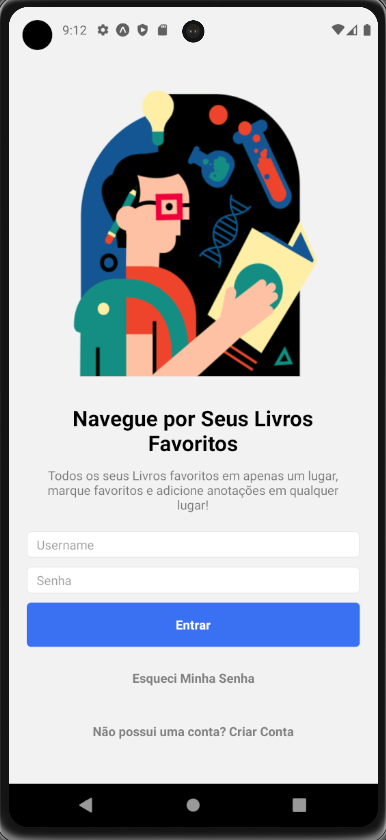 9:12
Navegue por Seus Livros
Favoritos
Todos os seus Livros favoritos em apenas um lugar,
marque favoritos e adicione anotações em qualquer
lugar!
Username
Senha
Entrar
Esqueci Minha Senha
Não possui uma conta? Criar Conta